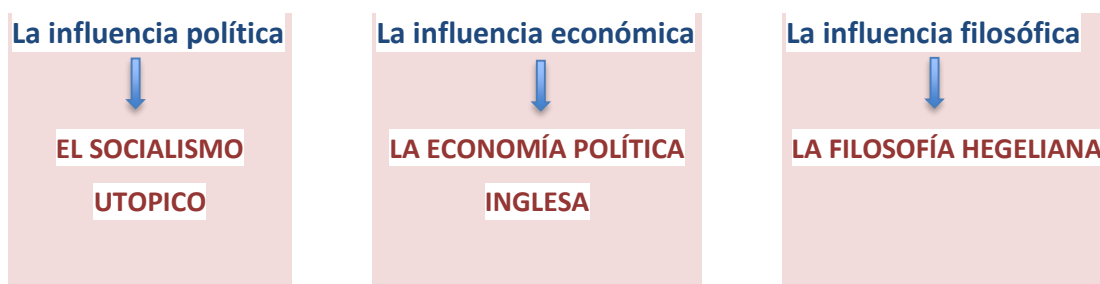 La influencia política
EL SOCIALISMO
UTOPICO
La influencia económica
LA ECONOMÍA POLÍTICA
INGLESA
La influencia filosófica
LA FILOSOFÍA HEGELIANA